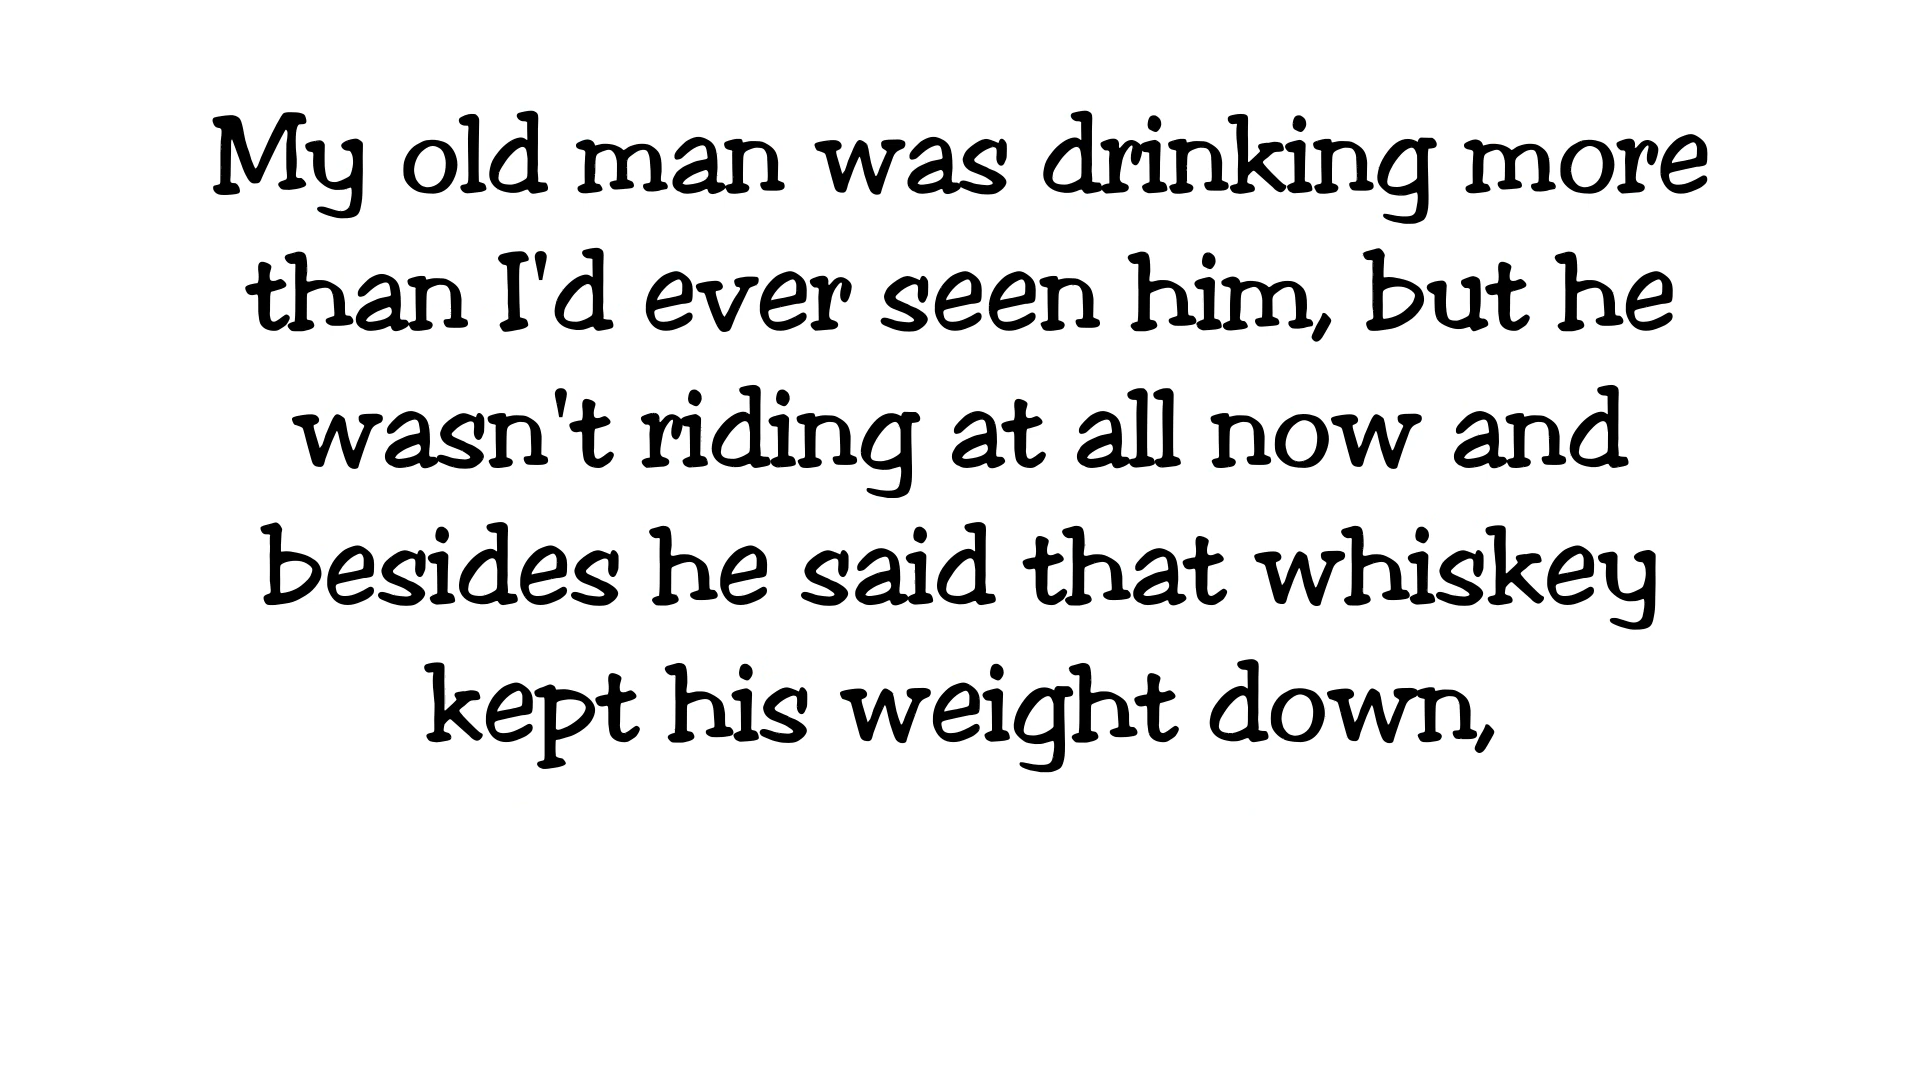 My old man was drinking more
than I'd ever seen him, but he
wasn't riding at all now and
besides he said that whiskey
kept his weight down,